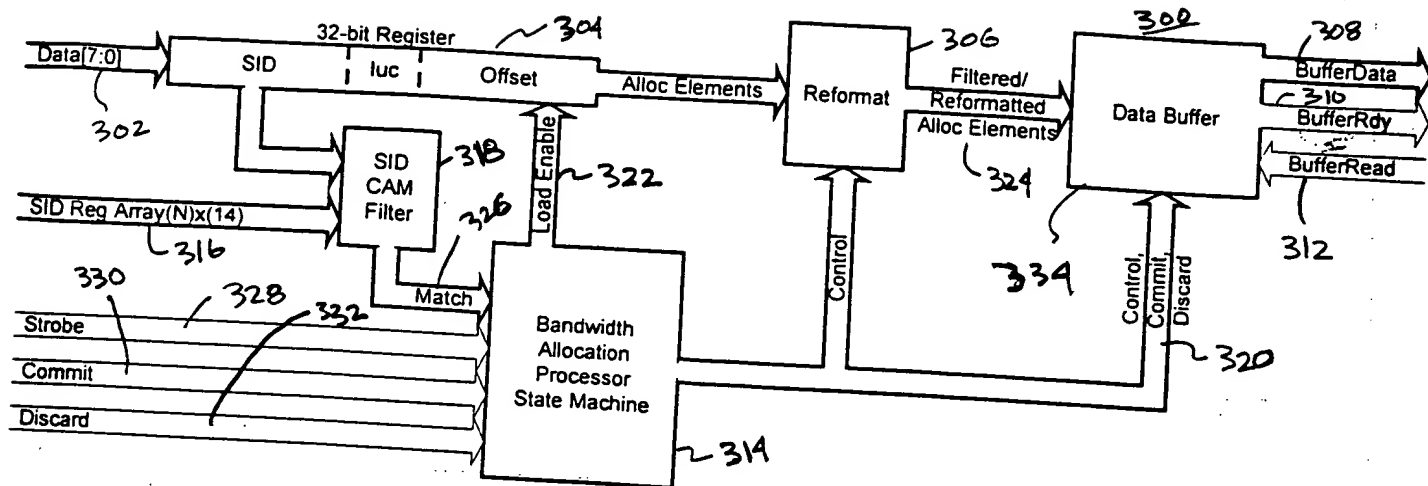 32-bit Register
304
Data[7:0]
302
SID
Iuc
Offset
Alloc Elements
306
Reformat
Filtered/
Reformatted
Alloc Elements
324
300
308
Data Buffer
BufferData
310
BufferRdy
BufferRead
312
334
SID
CAM
Filter
318
Load Enable
322
SID Reg Array(N)x(14)
316
326
Match
330
328
332
Strobe
Commit
Discard
Bandwidth
Allocation
Processor
State Machine
314
Control
Control,
Commit,
Discard
320